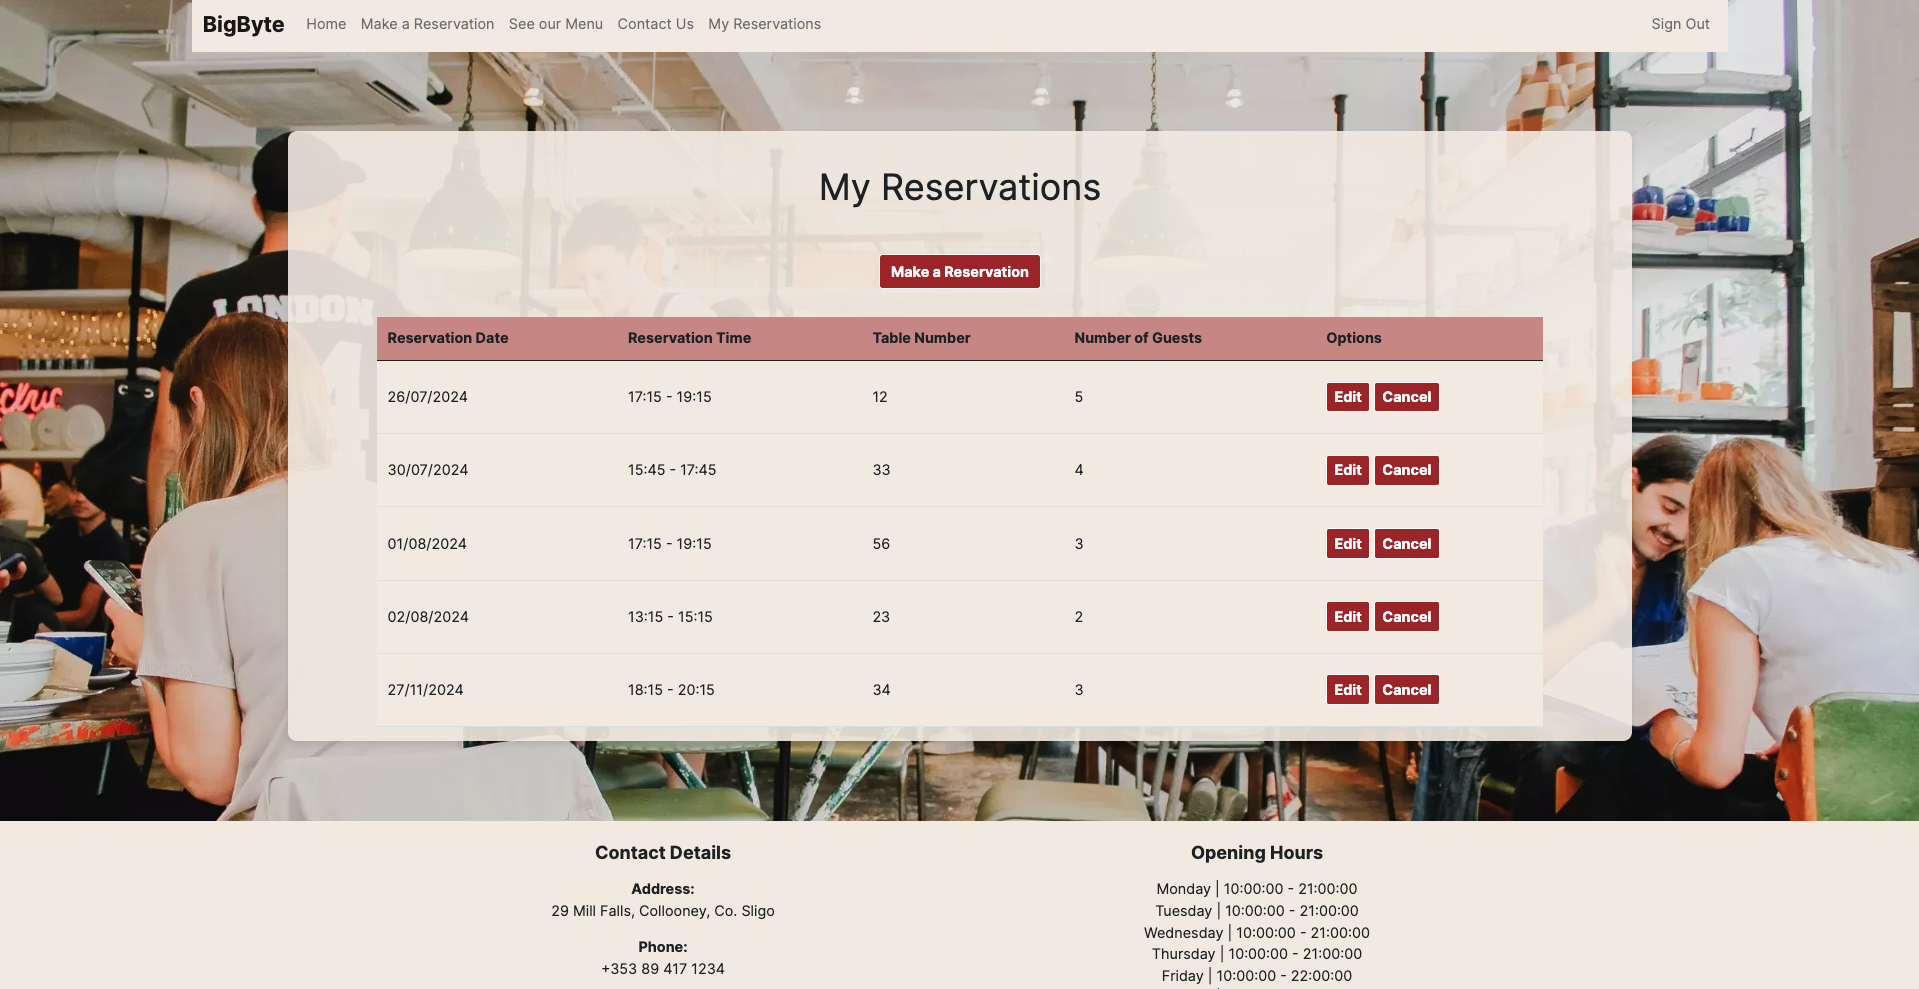 BigByte Home Make a Reservation See our Menu Contact Us My Reservations Sign Out
My Reservations
LONDON
Make a Reservation
Reservation Date Reservation Time Table Number Number of Guests Options
26/07/2024 17:15 - 19:15 12 5 Edit Cancel
30/07/2024 15:45 - 17:45 33 4 Edit Cancel
01/08/2024 17:15 - 19:15 56 3 Edit Cancel
02/08/2024 13:15 - 15:15 23 2 Edit Cancel
27/11/2024 18:15 - 20:15 34 3 Edit Cancel
Contact Details
Address:
29 Mill Falls, Collooney, Co. Sligo
Phone:
+353 89 417 1234
Opening Hours
Monday | 10:00:00 - 21:00:00
Tuesday | 10:00:00 - 21:00:00
Wednesday | 10:00:00 - 21:00:00
Thursday | 10:00:00 - 21:00:00
Friday | 10:00:00 - 22:00:00